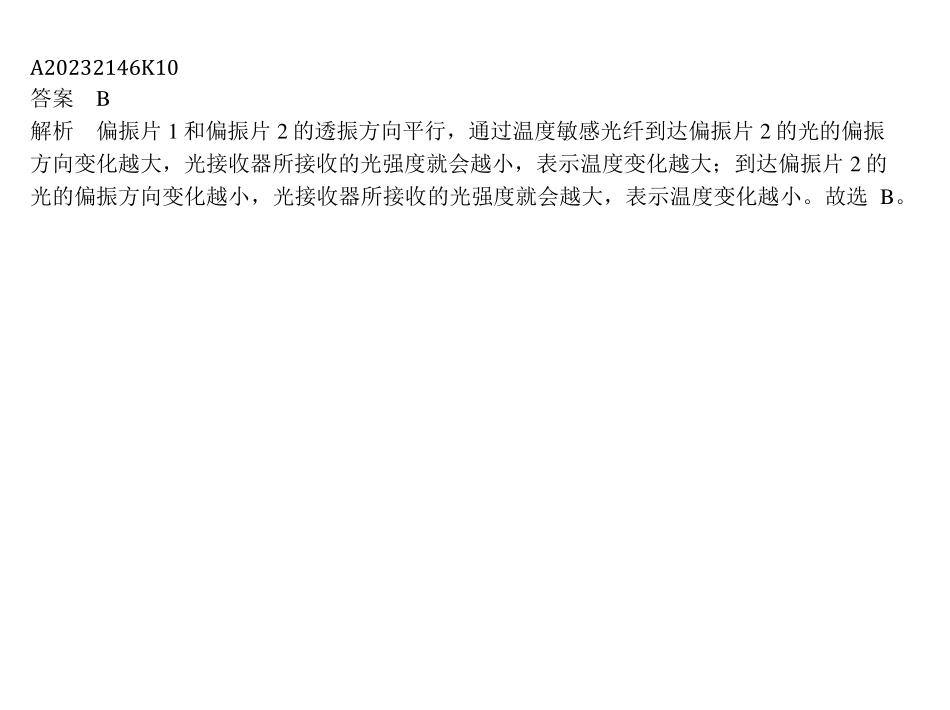 A20232146K10
答案 B
解析 偏振片 1 和偏振片 2 的透振方向平行，通过温度敏感光纤到达偏振片 2 的光的偏振
方向变化越大，光接收器所接收的光强度就会越小，表示温度变化越大；到达偏振片 2 的
光的偏振方向变化越小，光接收器所接收的光强度就会越大，表示温度变化越小。故选 B。